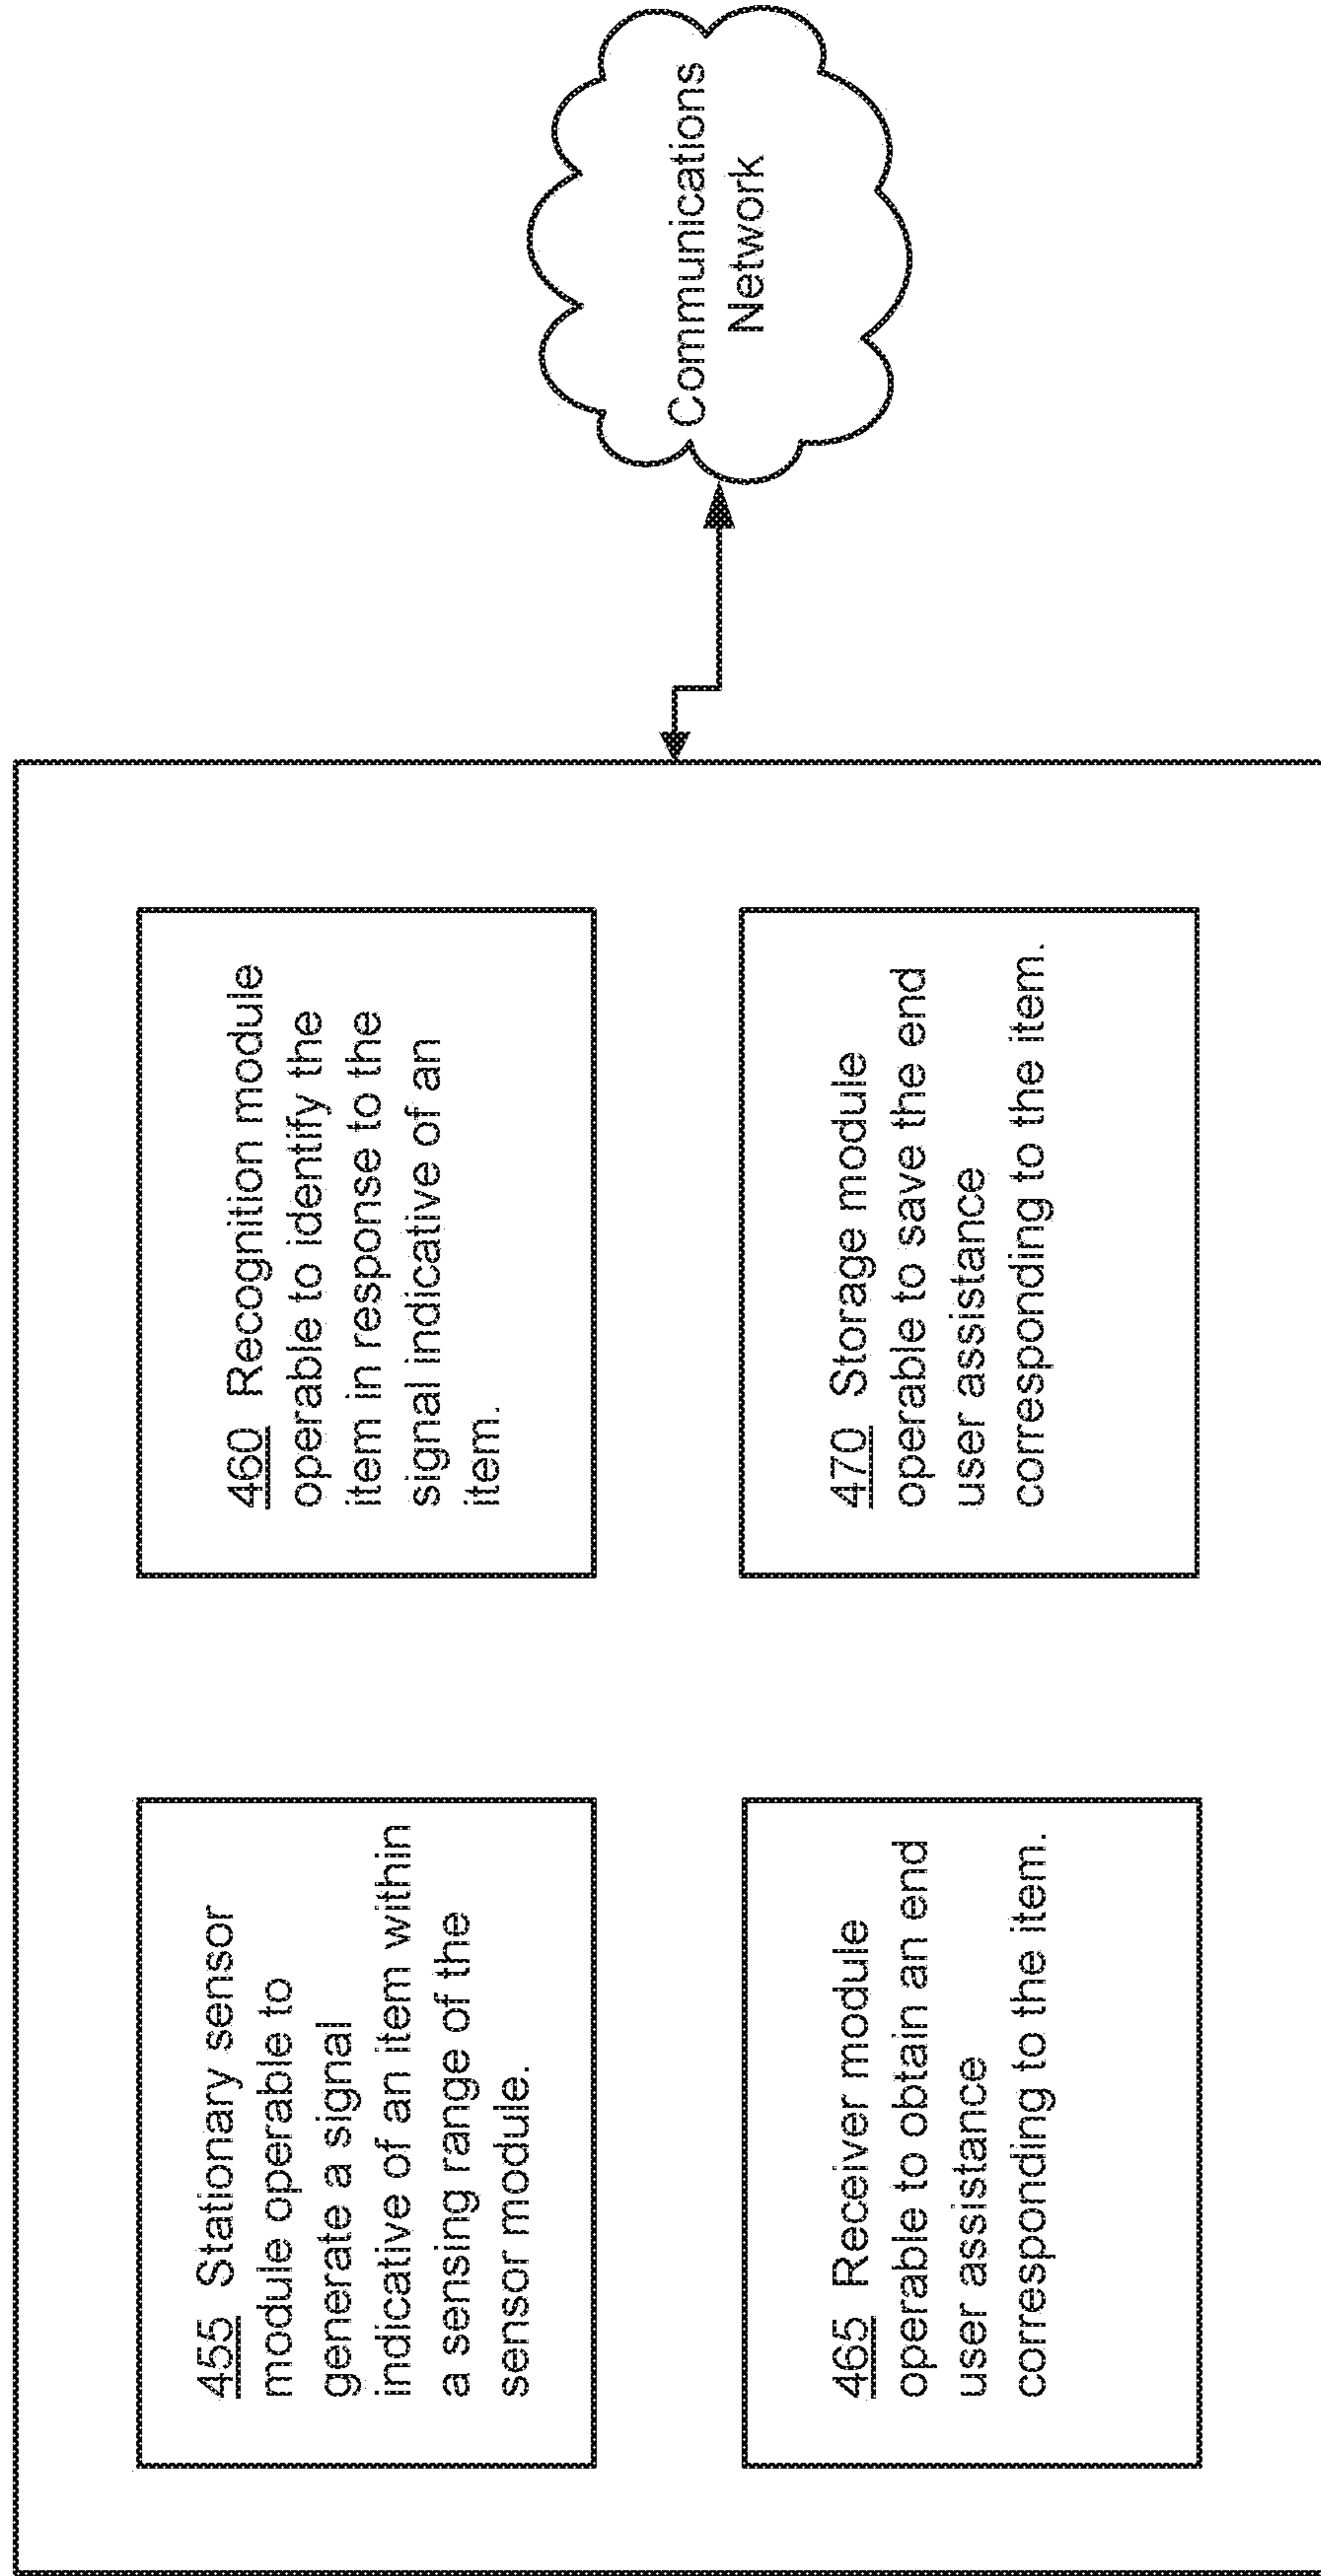 455 Stationary sensor
module operable to
generate a signal
indicative of an item within
a sensing range of the
sensor module.
460 Recognition module
operable to identify the
item in response to the
signal indicative of an
item.
465 Receiver module
operable to obtain an end
user assistance
corresponding to the item.
470 Storage module
operable to save the end
user assistance
corresponding to the item.
Communications
Network